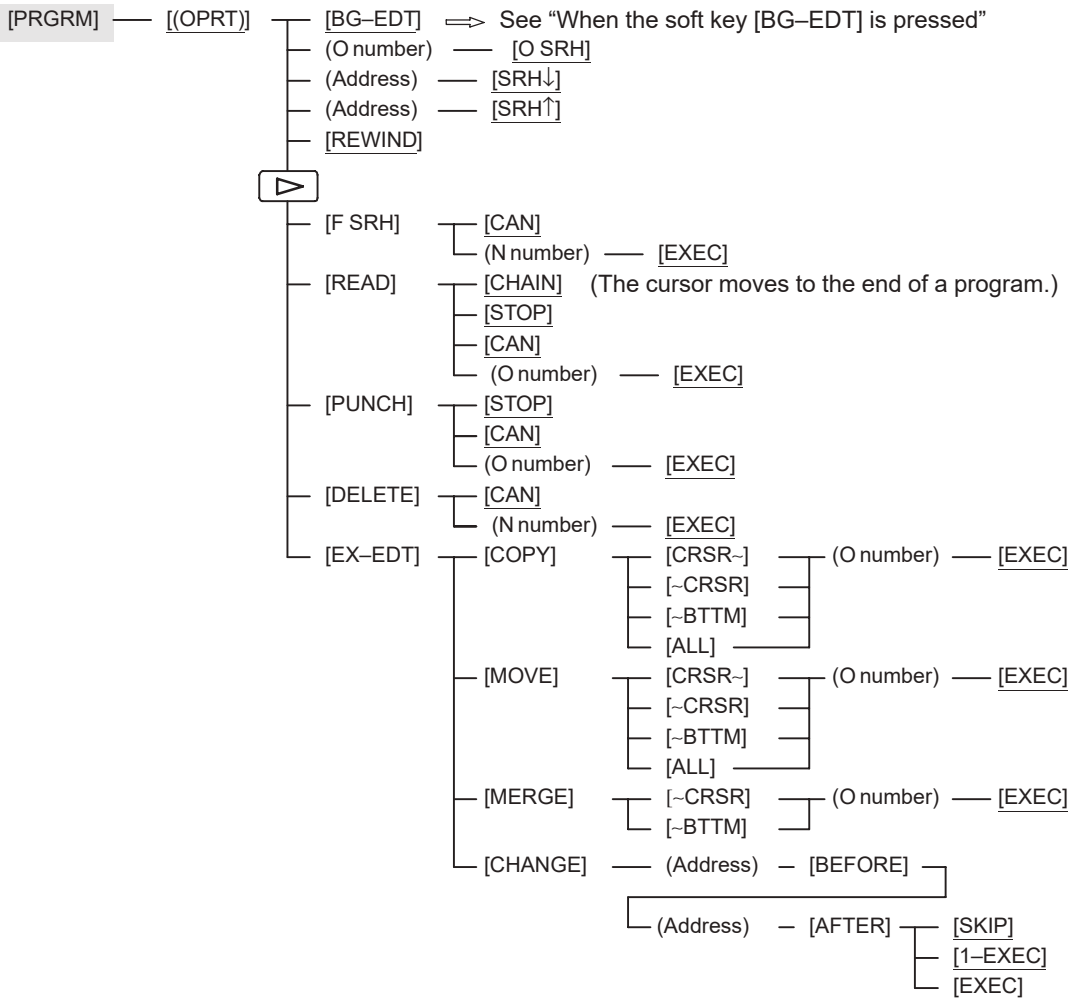 [PRGRM] [(OPRT)] [BG–EDT] See “When the soft key [BG–EDT] is pressed”
(O number) [O SRH]
(Address) [SRH↓]
(Address) [SRH↑]
[REWIND]
[F SRH] [CAN]
(N number) [EXEC]
[READ] [CHAIN] (The cursor moves to the end of a program.)
[STOP]
[CAN]
(O number) [EXEC]
[PUNCH] [STOP]
[CAN]
(O number) [EXEC]
[DELETE] [CAN]
(N number) [EXEC]
[EX–EDT] [COPY] [CRSR~] (O number) [EXEC]
[~CRSR]
[~BTTM]
[ALL]
[MOVE] [CRSR~] (O number) [EXEC]
[~CRSR]
[~BTTM]
[ALL]
[MERGE] [~CRSR] (O number) [EXEC]
[~BTTM]
[CHANGE] (Address) [BEFORE]
(Address) [AFTER] [SKIP]
[1–EXEC]
[EXEC]